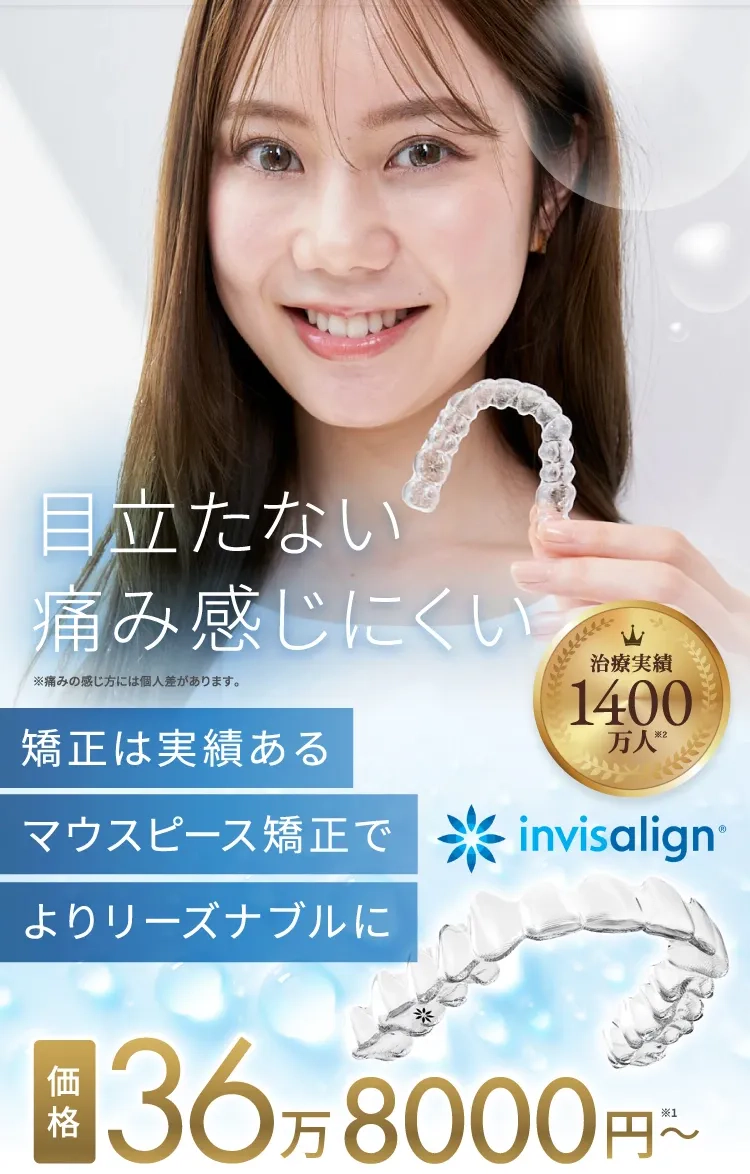 目立たない
痛み感じにくい
※痛みの感じ方には個人差があります。
治療実績
1400
万人※2
矯正は実績ある
マウスピース矯正で
よりリーズナブルに
invisalign®
価格
36万8000円～※1